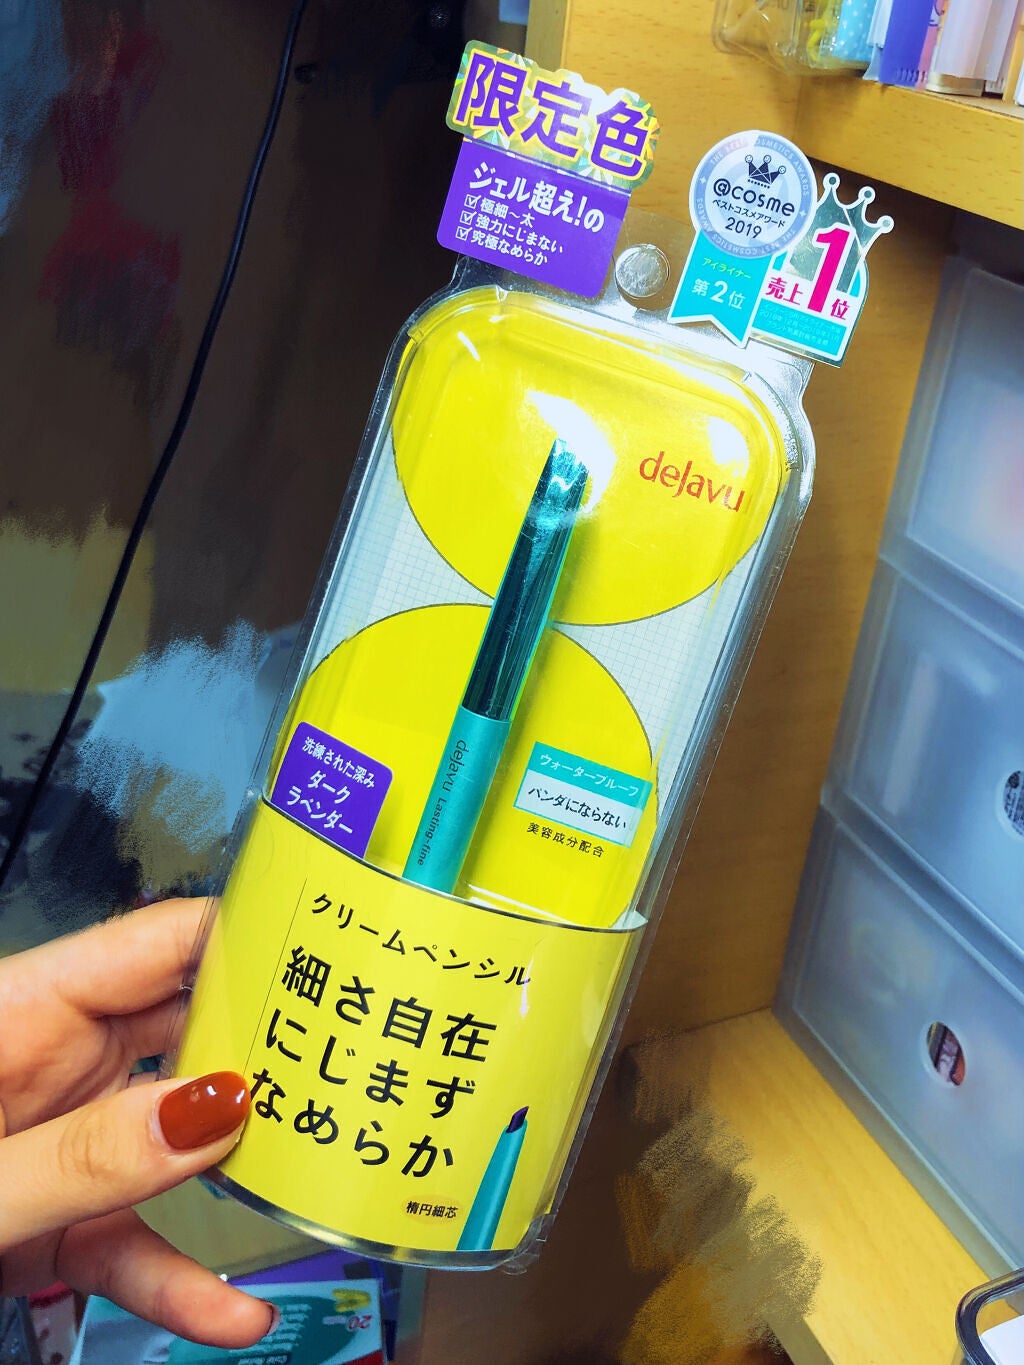 限定色
ジェル超え!の
極細〜太
強力にじまない
究極なめらか
THE BEST COSMETICS AWARDS
@cosme
ベストコスメアワード
2019
アイライナー
第2位
売上1位
dejavu
dejavu Lasting-fine
洗練された深み
ダーク
ラベンダー
ウォータープルーフ
パンダにならない
美容成分配合
クリームペンシル
細さ自在
にじまず
なめらか
楕円細芯
20